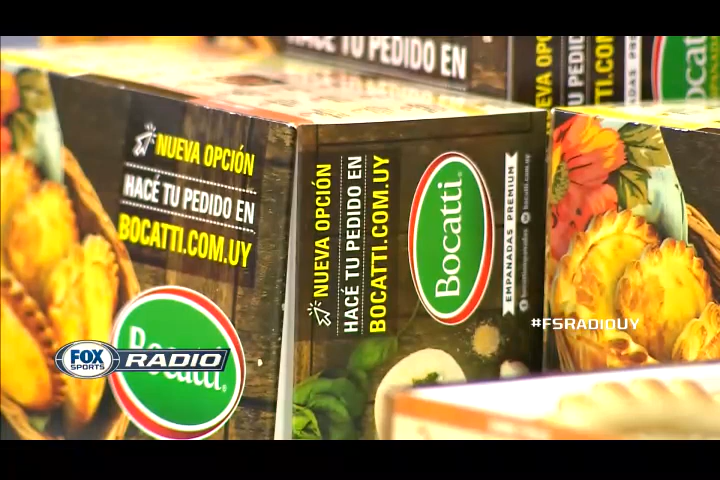 HACÉ TU PEDIDO EN
NUEVA OPCIÓN
HACÉ TU PEDIDO EN
BOCATTI.COM.UY
Bocatti
NUEVA OPCIÓN
HACÉ TU PEDIDO EN
BOCATTI.COM.UY
Bocatti
EMPANADAS PREMIUM
FOX
SPORTS
RADIO
#FSRADIOUY